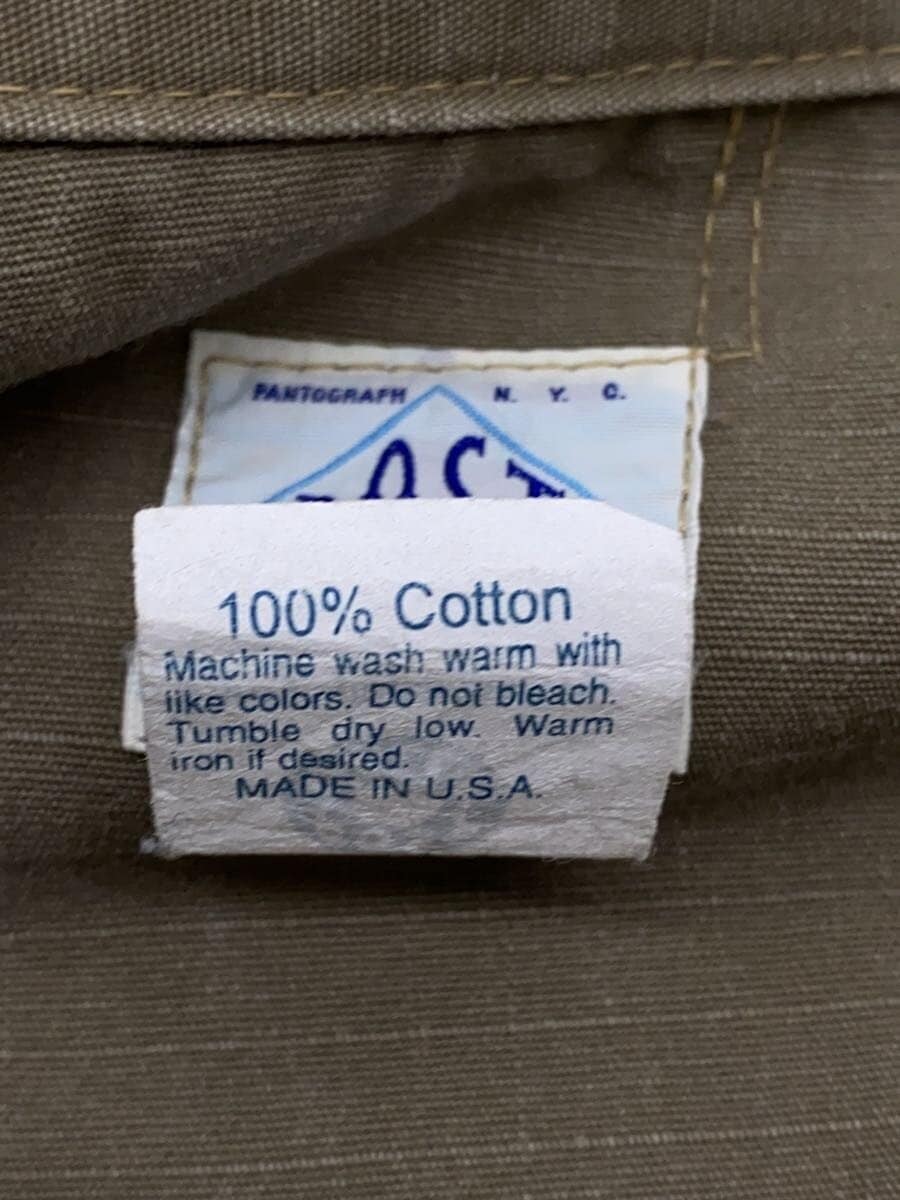 PANTOGRAPH N. Y. C.
100% Cotton
Machine wash warm with
like colors. Do not bleach.
Tumble dry low. Warm
iron if desired.
MADE IN U.S.A.